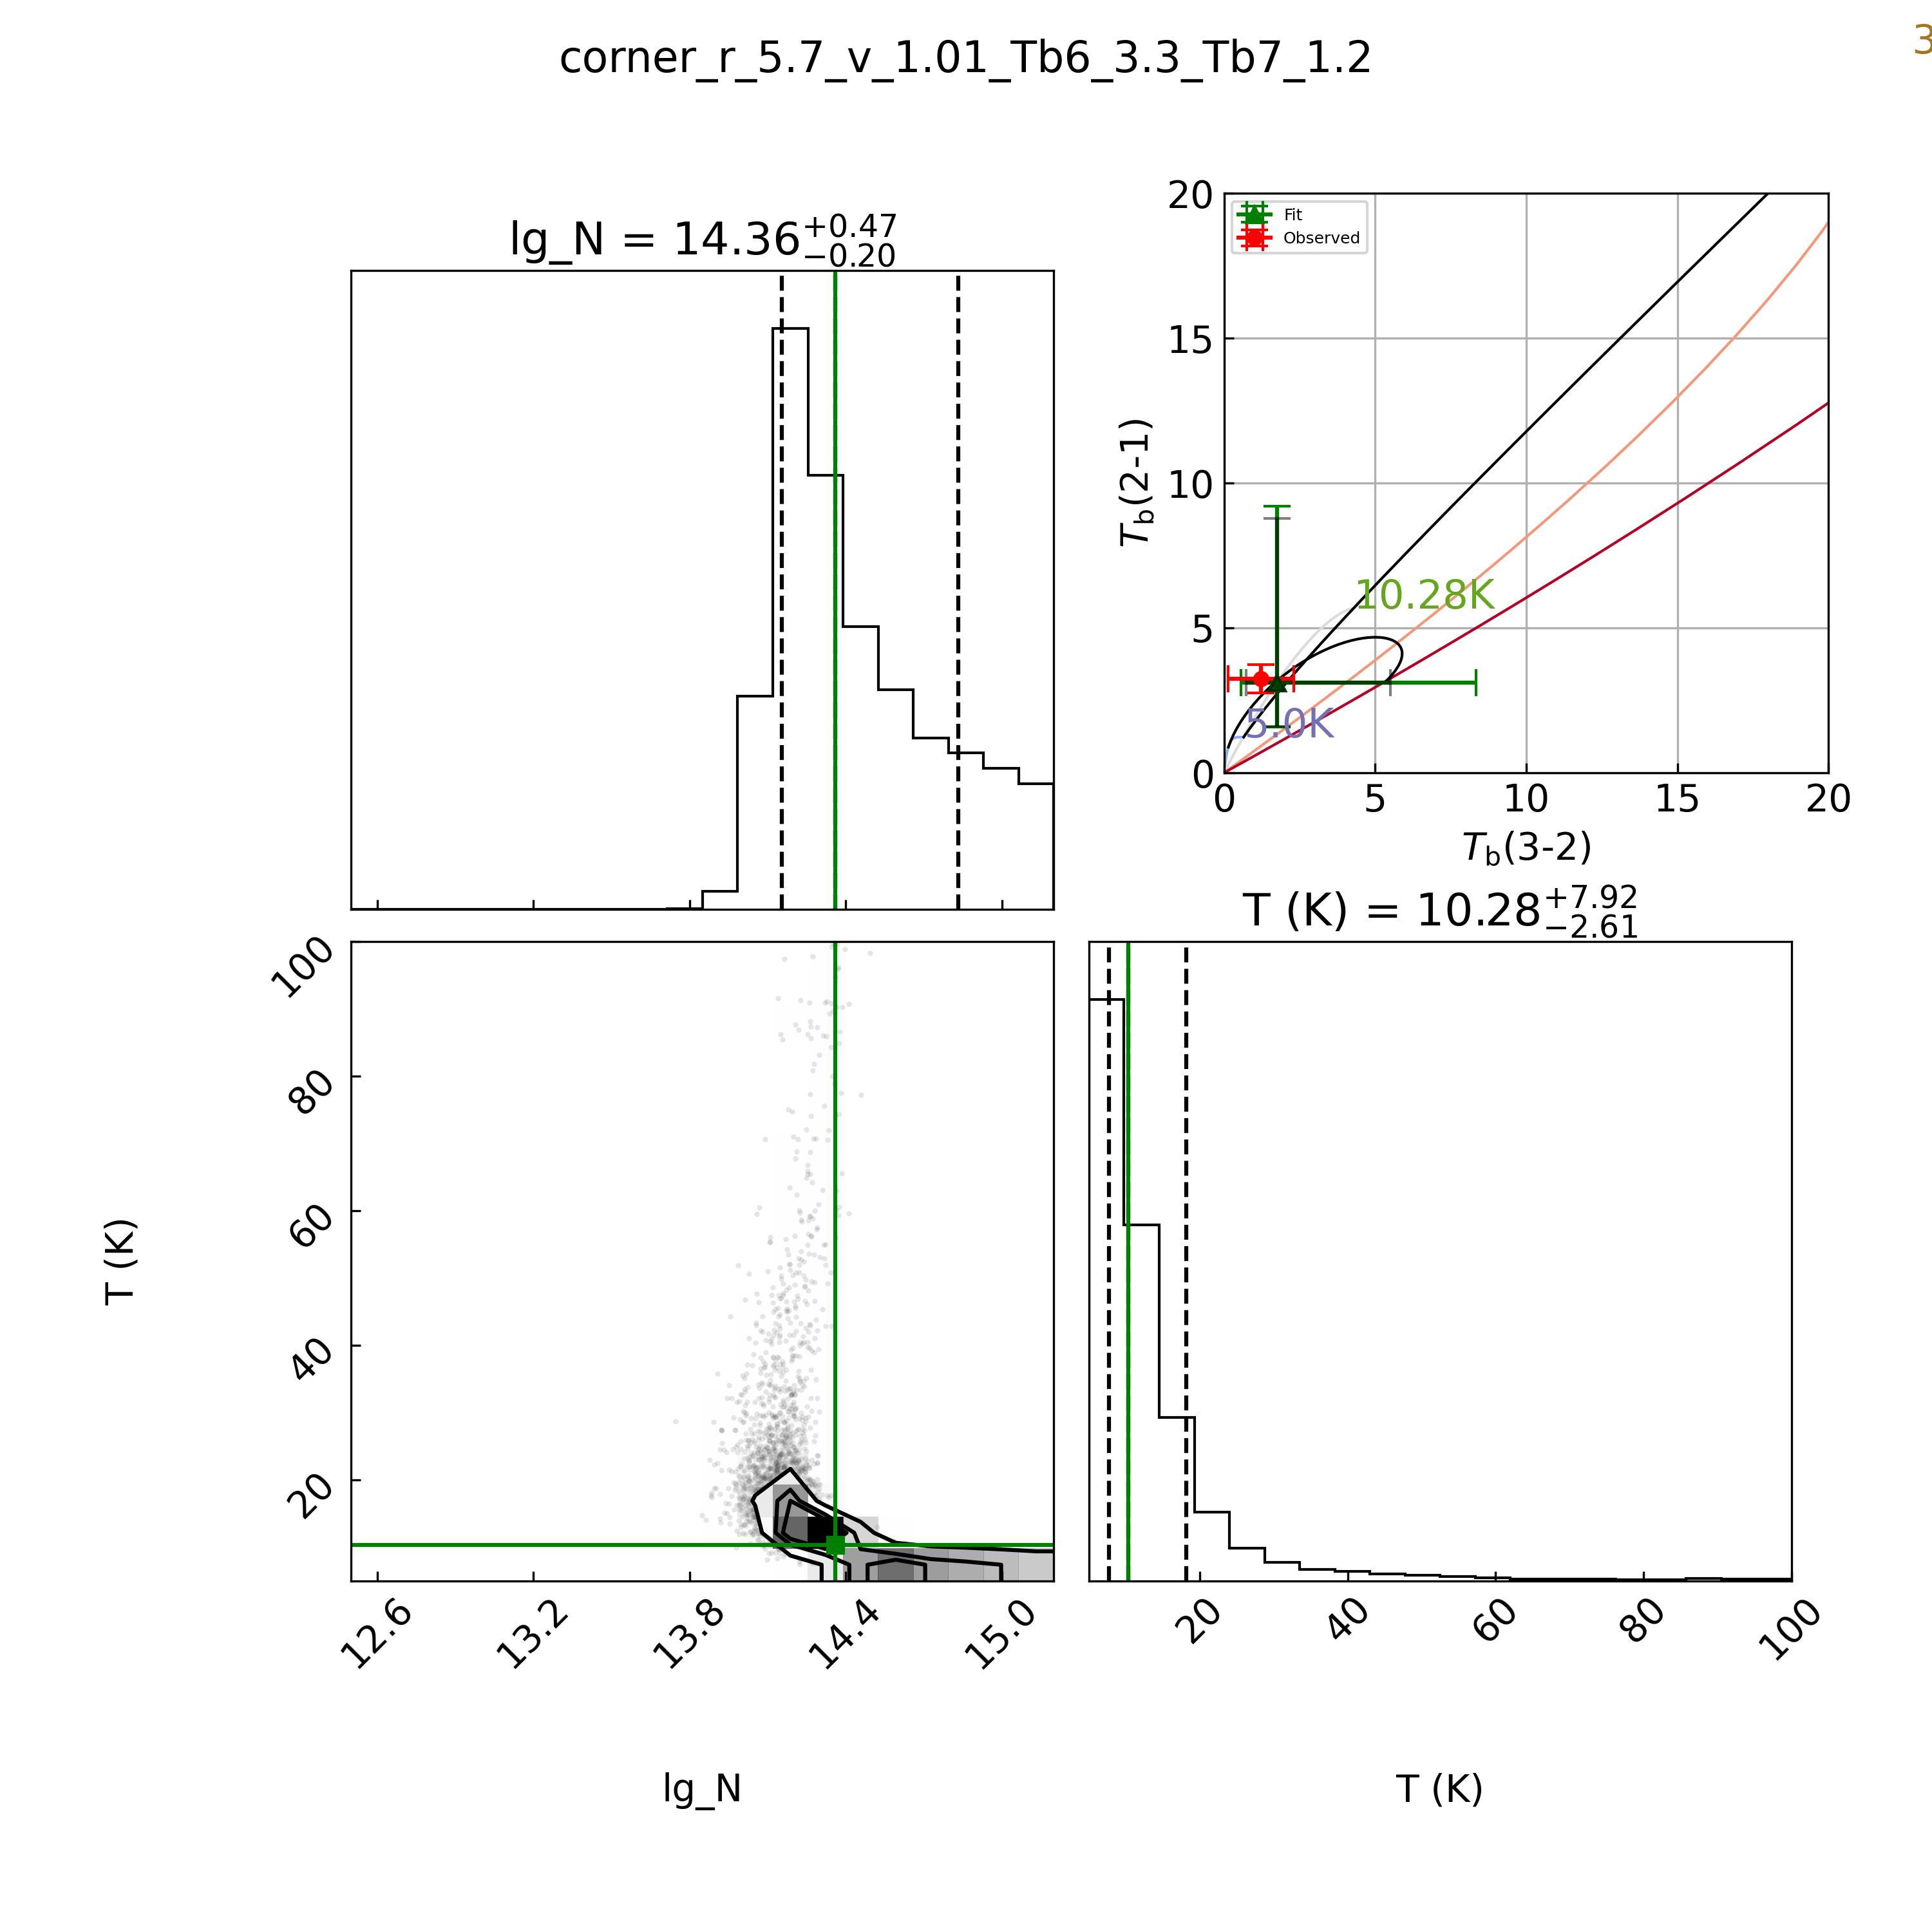 3
corner_r_5.7_v_1.01_Tb6_3.3_Tb7_1.2
lg_N = 14.36+0.47−0.20
20
15
10
5
0
Tb(2-1)
Fit
Observed
10.28K
5.0K
0 5 10 15 20
Tb(3-2)
T (K) = 10.28+7.92−2.61
100
80
60
40
20
T (K)
12.6 13.2 13.8 14.4 15.0
20 40 60 80 100
lg_N
T (K)